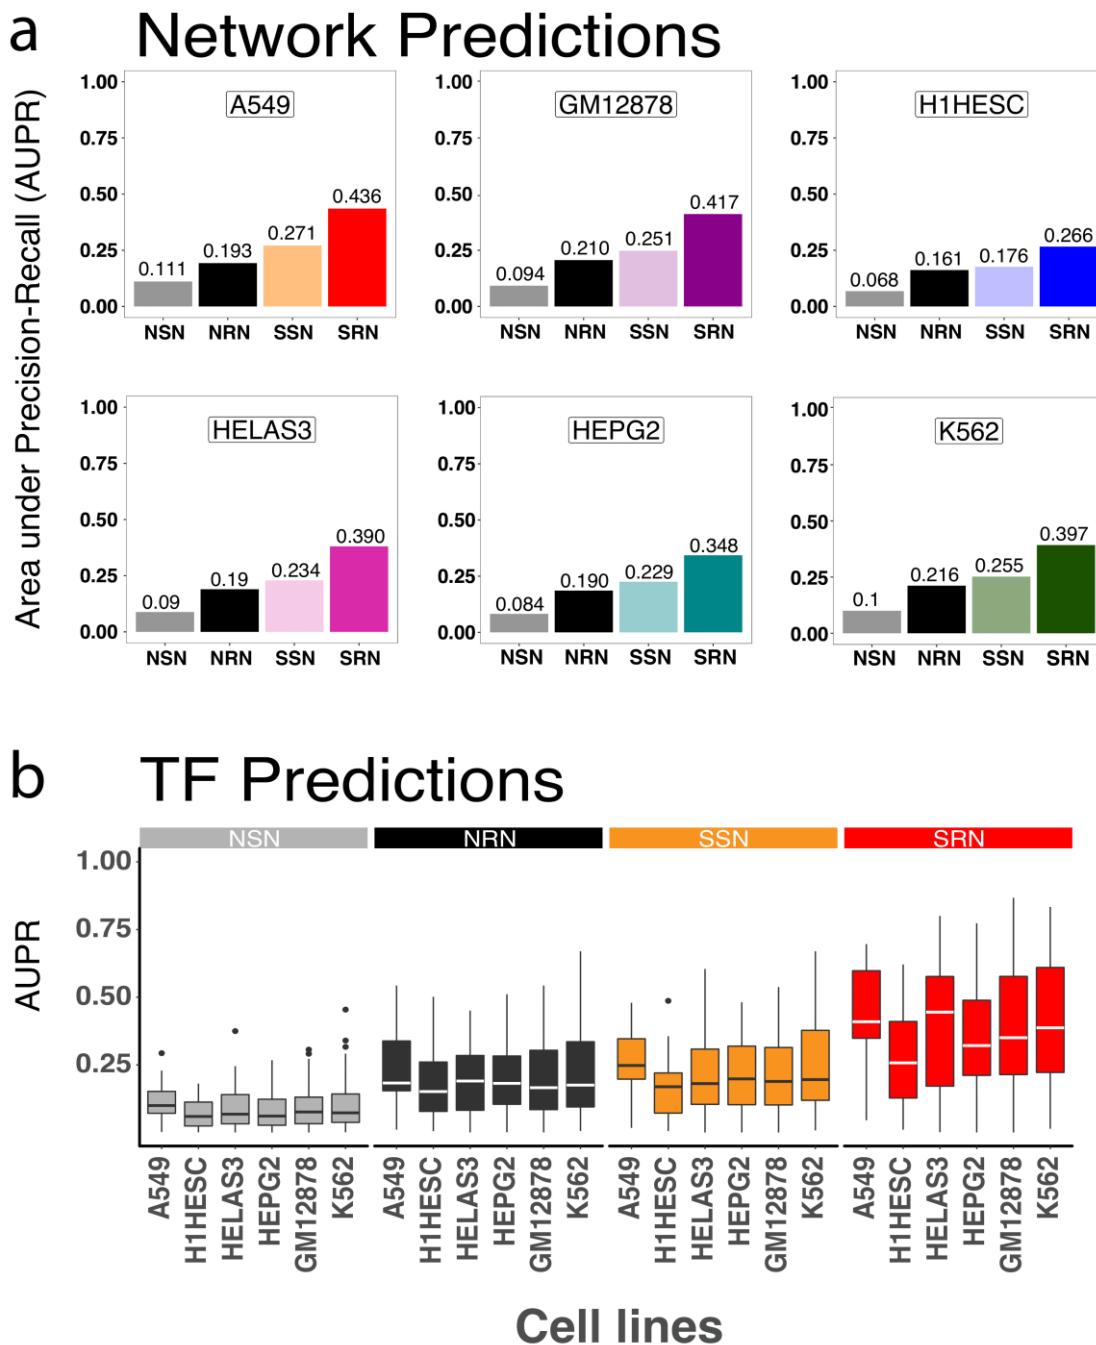 a Network Predictions
Area under Precision-Recall (AUPR)
A549
1.00
0.75
0.50
0.25
0.00
0.111
0.193
0.271
0.436
NSN NRN SSN SRN
GM12878
1.00
0.75
0.50
0.25
0.00
0.094
0.210
0.251
0.417
NSN NRN SSN SRN
H1HESC
1.00
0.75
0.50
0.25
0.00
0.068
0.161
0.176
0.266
NSN NRN SSN SRN
HELAS3
1.00
0.75
0.50
0.25
0.00
0.09
0.19
0.234
0.390
NSN NRN SSN SRN
HEPG2
1.00
0.75
0.50
0.25
0.00
0.084
0.190
0.229
0.348
NSN NRN SSN SRN
K562
1.00
0.75
0.50
0.25
0.00
0.1
0.216
0.255
0.397
NSN NRN SSN SRN
b TF Predictions
NSN NRN SSN SRN
AUPR
1.00
0.75
0.50
0.25
A549 H1HESC HELAS3 HEPG2 GM12878 K562
A549 H1HESC HELAS3 HEPG2 GM12878 K562
A549 H1HESC HELAS3 HEPG2 GM12878 K562
A549 H1HESC HELAS3 HEPG2 GM12878 K562
Cell lines